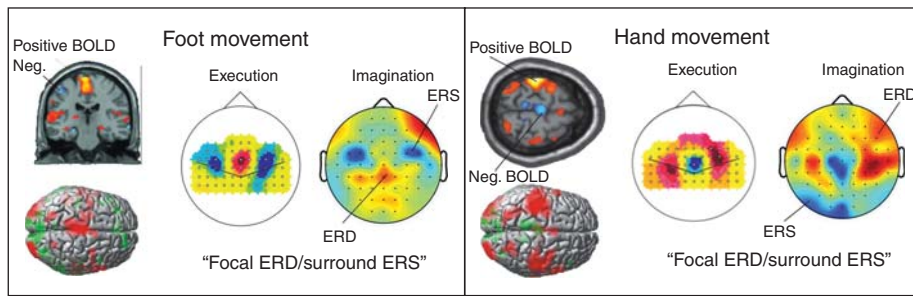 Foot movement
Positive BOLD
Neg.
Execution
Imagination
ERS
ERD
“Focal ERD/surround ERS”
Hand movement
Positive BOLD
Execution
Imagination
ERD
Neg. BOLD
ERS
“Focal ERD/surround ERS”